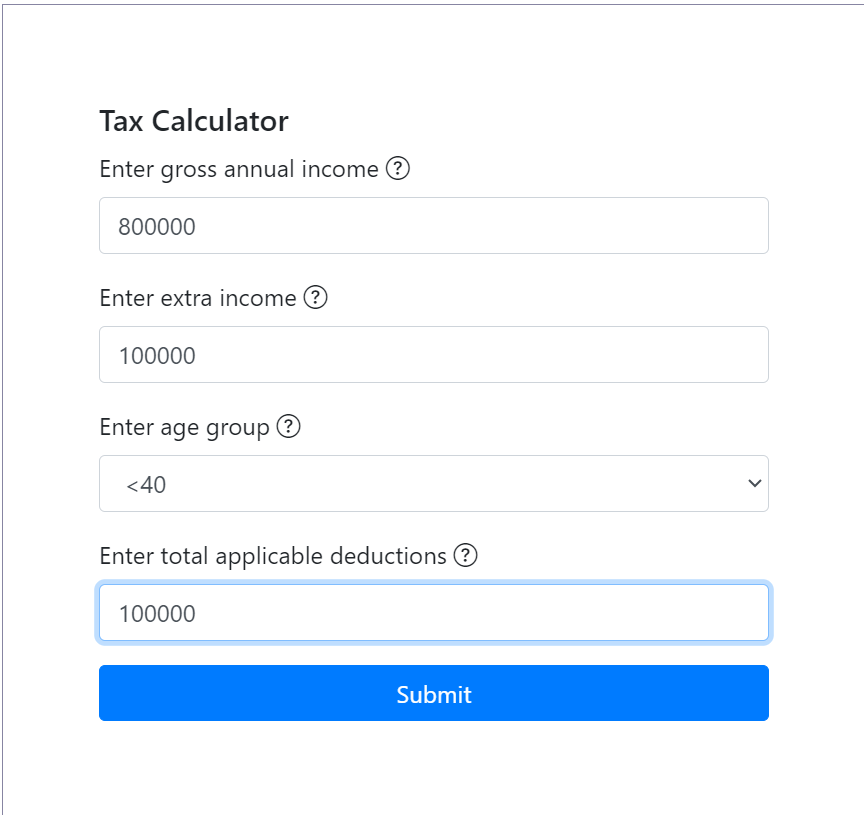 Tax Calculator
Enter gross annual income ?
800000
Enter extra income ?
100000
Enter age group ?
<40
Enter total applicable deductions ?
100000
Submit